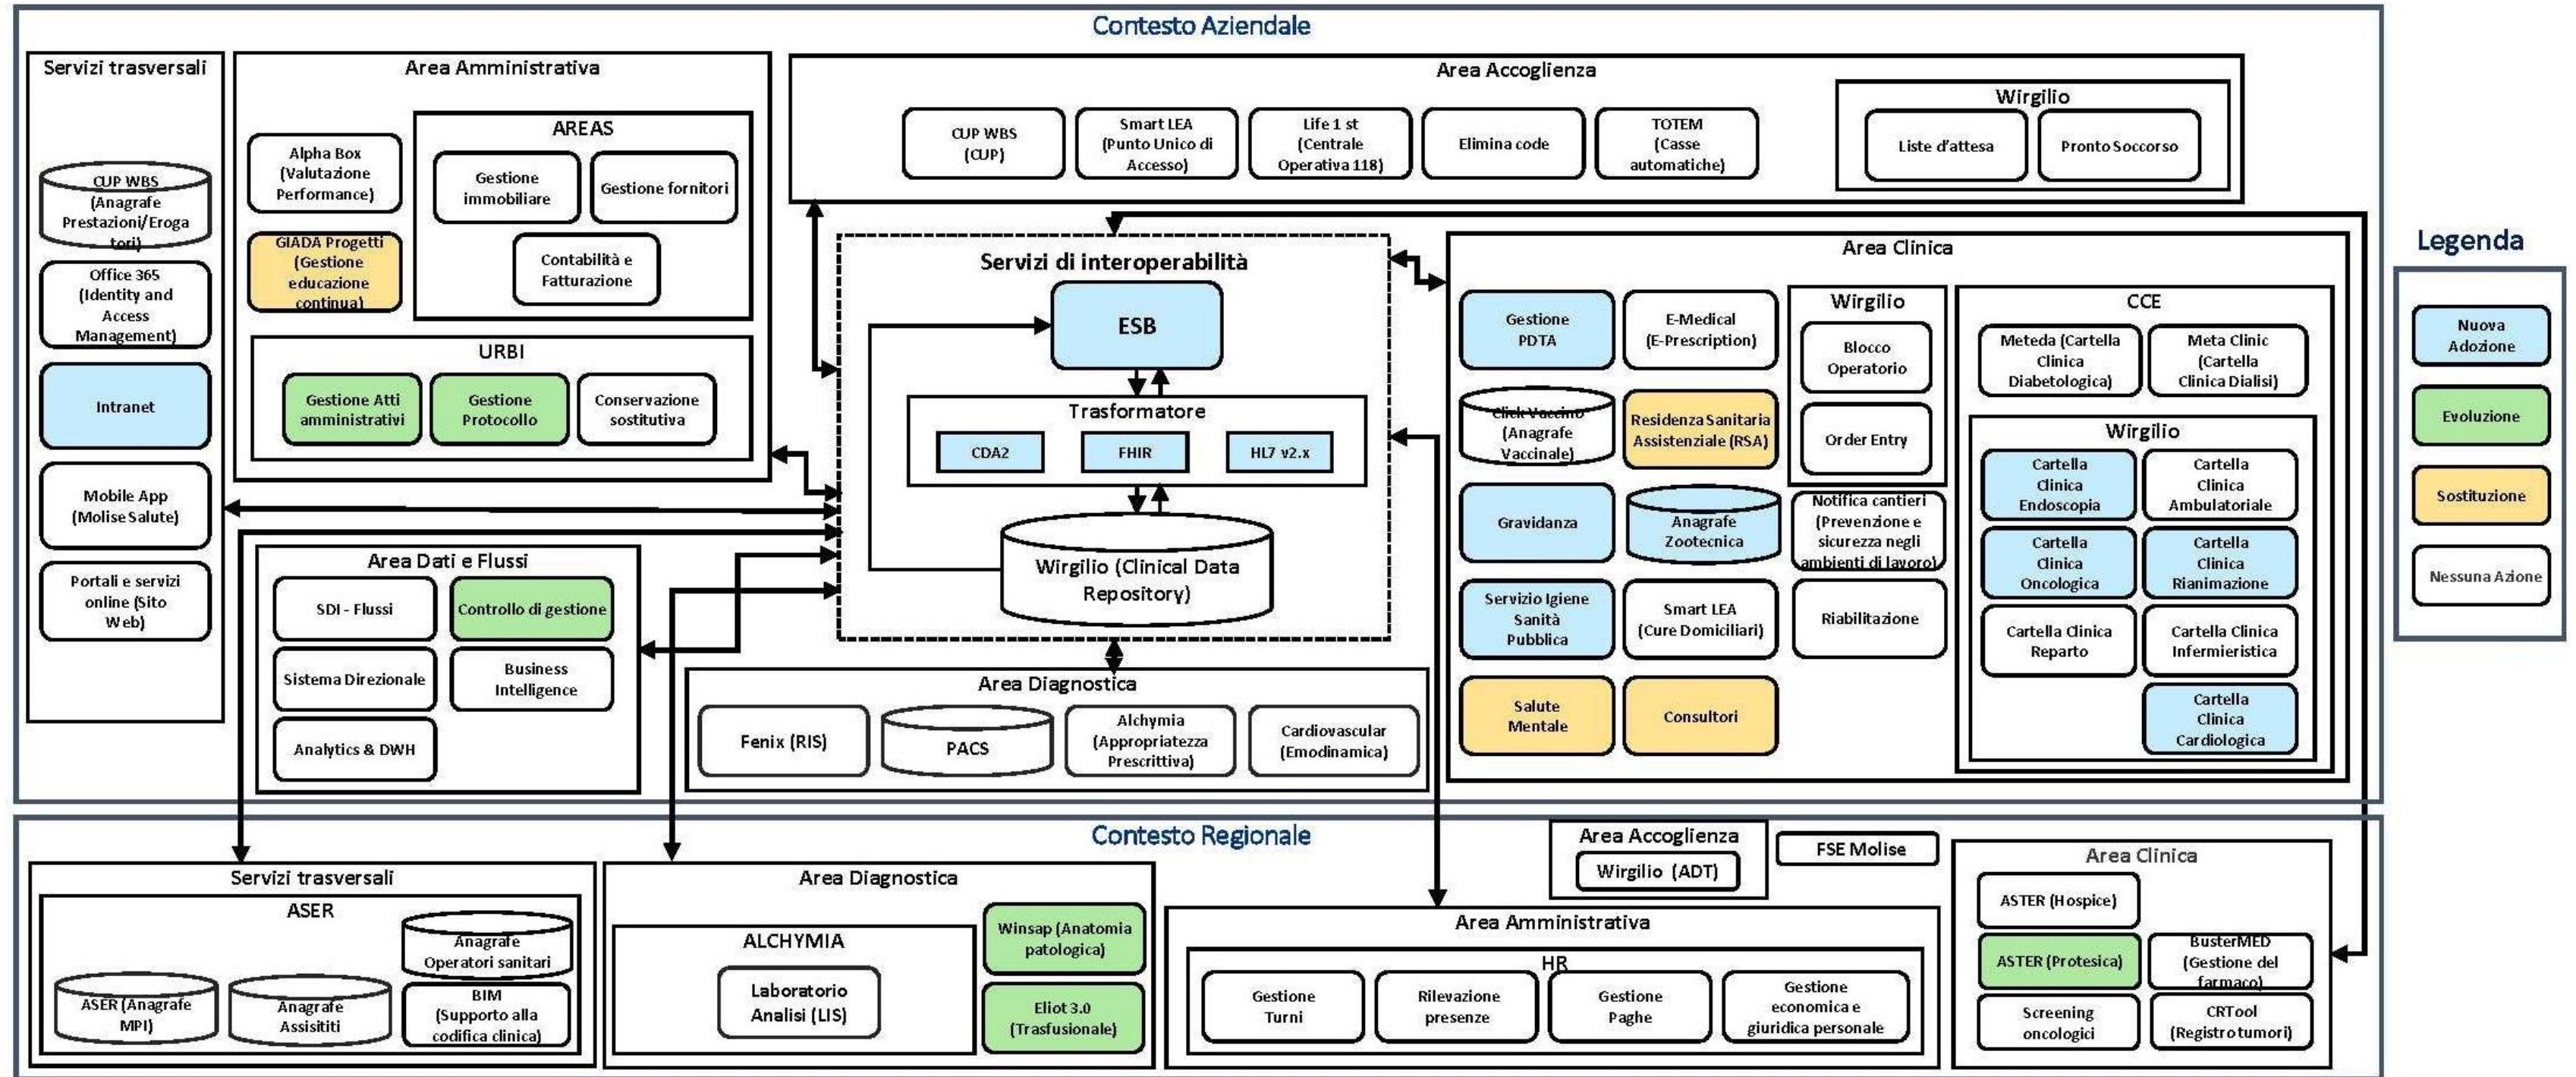 Contesto Aziendale
Servizi trasversali
CUP WBS
(Anagrafe
Prestazioni/Eroga
tori)
Office 365
(Identity and
Access
Management)
Intranet
Mobile App
(Molise Salute)
Portali e servizi
online (Sito
Web)
Area Amministrativa
Alpha Box
(Valutazione
Performance)
GIADA Progetti
(Gestione
educazione
continua)
AREAS
Gestione
immobiliare
Gestione fornitori
Contabilità e
Fatturazione
URBI
Gestione Atti
amministrativi
Gestione
Protocollo
Conservazione
sostitutiva
Area Accoglienza
CUP WBS
(CUP)
Smart LEA
(Punto Unico di
Accesso)
Life 1 st
(Centrale
Operativa 118)
Elimina code
TOTEM
(Casse
automatiche)
Wirgilio
Liste d'attesa
Pronto Soccorso
Servizi di interoperabilità
ESB
Trasformatore
CDA2
FHIR
HL7 v2.x
Wirgilio (Clinical Data
Repository)
Area Dati e Flussi
SDI - Flussi
Controllo di gestione
Sistema Direzionale
Business
Intelligence
Analytics & DWH
Area Diagnostica
Fenix (RIS)
PACS
Alchymia
(Appropriatezza
Prescrittiva)
Cardiovascular
(Emodinamica)
Area Clinica
Gestione
PDTA
E-Medical
(E-Prescription)
Click Vaccino
(Anagrafe
Vaccinale)
Residenza Sanitaria
Assistenziale (RSA)
Gravidanza
Anagrafe
Zootecnica
Servizio Igiene
Sanità
Pubblica
Smart LEA
(Cure Domiciliari)
Salute
Mentale
Consultori
Wirgilio
Blocco
Operatorio
Order Entry
Notifica cantieri
(Prevenzione e
sicurezza negli
ambienti di lavoro)
Riabilitazione
CCE
Meteda (Cartella
Clinica
Diabetologica)
Meta Clinic
(Cartella
Clinica Dialisi)
Wirgilio
Cartella
Clinica
Endoscopia
Cartella
Clinica
Ambulatoriale
Cartella
Clinica
Oncologica
Cartella
Clinica
Rianimazione
Cartella Clinica
Reparto
Cartella Clinica
Infermieristica
Cartella
Clinica
Cardiologica
Legenda
Nuova
Adozione
Evoluzione
Sostituzione
Nessuna Azione
Contesto Regionale
Servizi trasversali
ASER
ASER (Anagrafe
MPI)
Anagrafe
Assisititi
Anagrafe
Operatori sanitari
BIM
(Supporto alla
codifica clinica)
Area Diagnostica
ALCHYMIA
Laboratorio
Analisi (LIS)
Winsap (Anatomia
patologica)
Eliot 3.0
(Trasfusionale)
Area Accoglienza
Wirgilio (ADT)
FSE Molise
Area Amministrativa
HR
Gestione
Turni
Rilevazione
presenze
Gestione
Paghe
Gestione
economica e
giuridica personale
Area Clinica
ASTER (Hospice)
ASTER (Protesica)
BusterMED
(Gestione del
farmaco)
Screening
oncologici
CRTool
(Registro tumori)